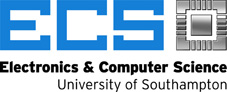 ECS
Electronics & Computer Science
University of Southampton